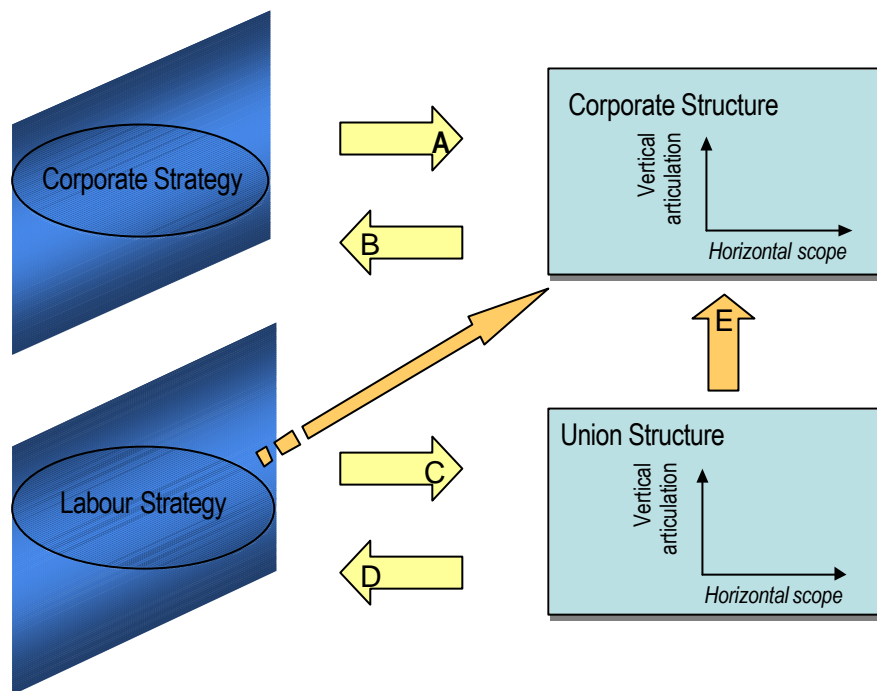 Corporate Strategy
A
B
Corporate Structure
Vertical
articulation
Horizontal scope
E
Labour Strategy
C
D
Union Structure
Vertical
articulation
Horizontal scope